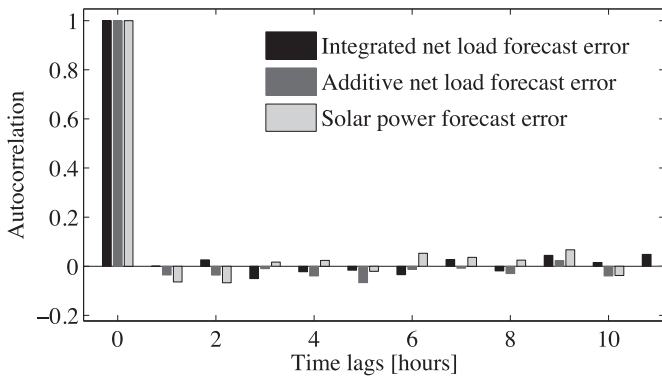 1
0.8
0.6
0.4
0.2
0
−0.2
Autocorrelation
Integrated net load forecast error
Additive net load forecast error
Solar power forecast error
0 2 4 6 8 10
Time lags [hours]